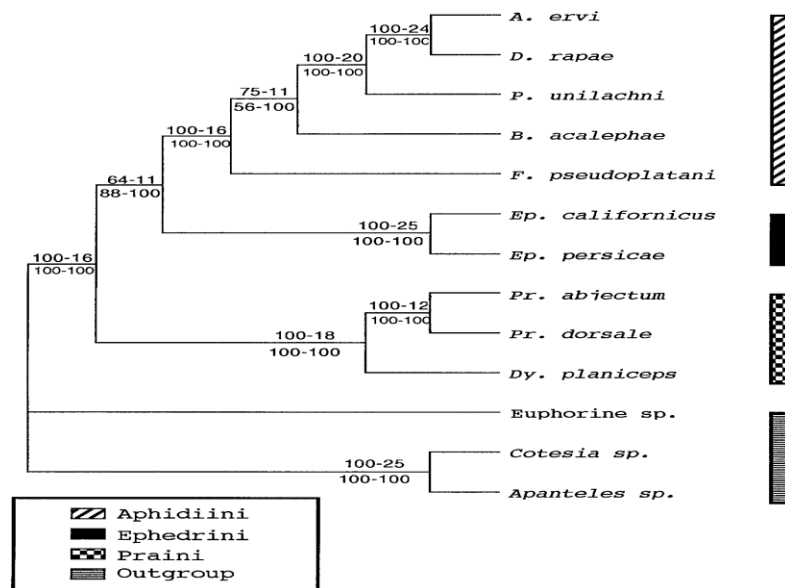 100-24
A. ervi
100-100
100-20
D. rapae
100-100
75-11
P. unilachni
56-100
100-16
B. acalephae
100-100
64-11
F. pseudoplatani
88-100
100-25
Ep. californicus
100-100
100-16
Ep. persicae
100-100
100-12
Pr. abjectum
100-100
100-18
Pr. dorsale
100-100
Dy. planiceps
Euphorine sp.
100-25
Cotesia sp.
100-100
Apanteles sp.
Aphidiini
Ephedrini
Praini
Outgroup